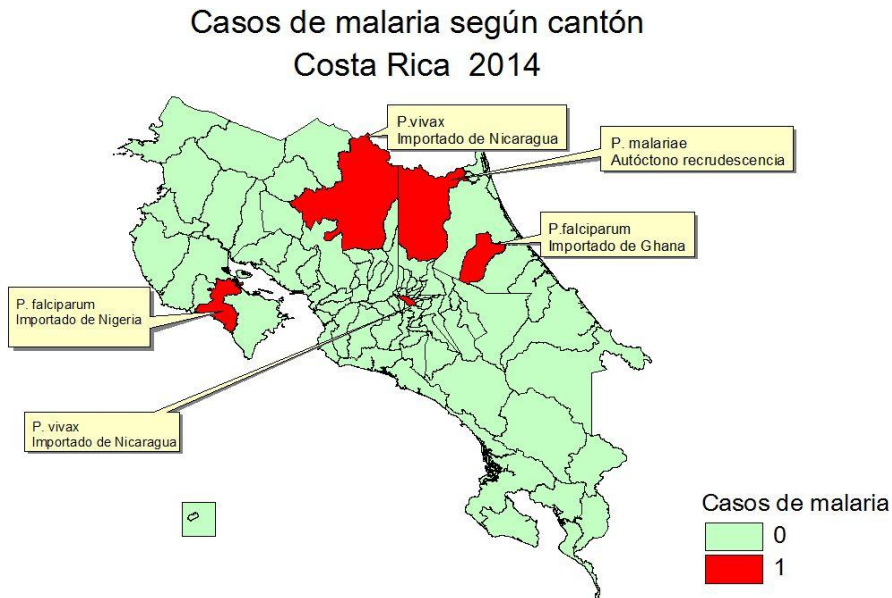 Casos de malaria según cantón
Costa Rica 2014
P.vivax
Importado de Nicaragua
P. malariae
Autóctono recrudescencia
P.falciparum
Importado de Ghana
P. falciparum
Importado de Nigeria
P. vivax
Importado de Nicaragua
Casos de malaria
0
1